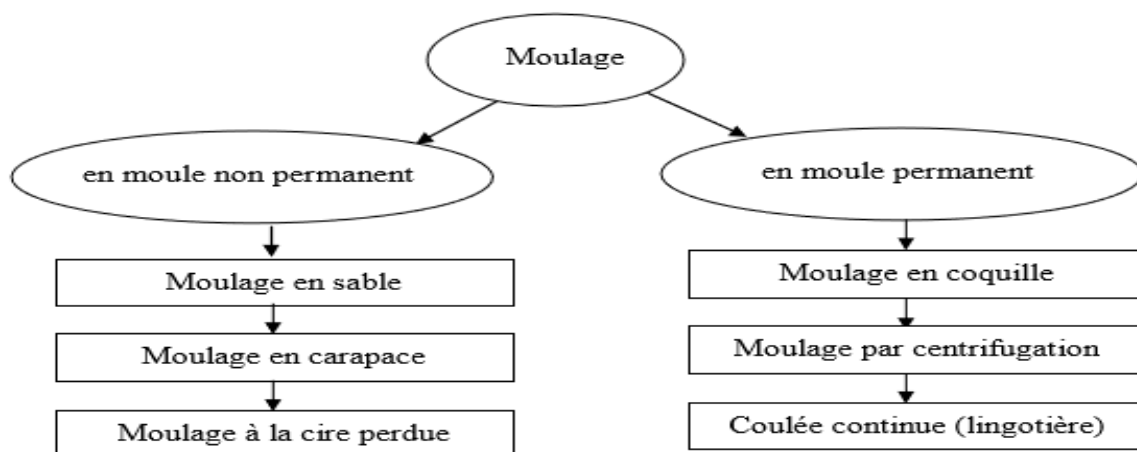 Moulage
en moule non permanent
en moule permanent
Moulage en sable
Moulage en carapace
Moulage à la cire perdue
Moulage en coquille
Moulage par centrifugation
Coulée continue (lingotière)